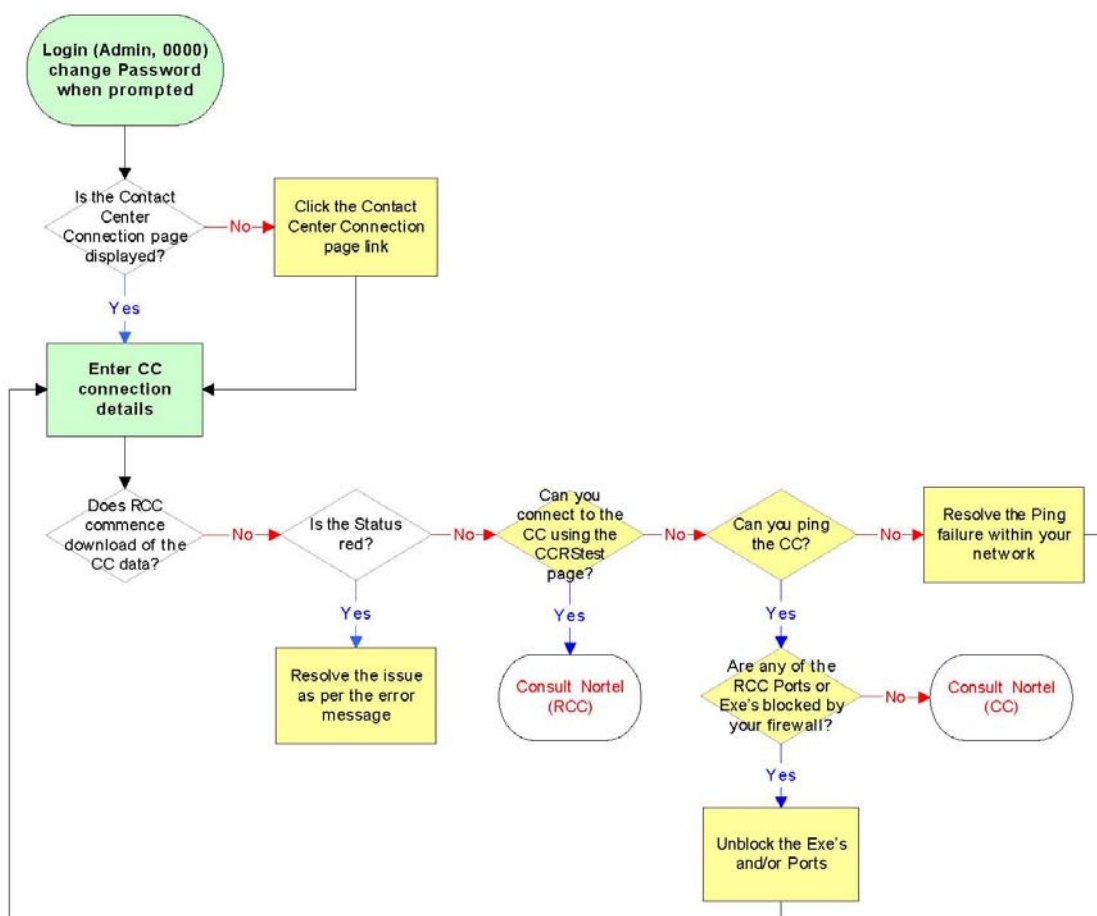 Login (Admin, 0000)
change Password
when prompted
Is the Contact
Center
Connection page
displayed?
No
Click the Contact
Center Connection
page link
Yes
Enter CC
connection
details
Does RCC
commence
download of the
CC data?
No
Is the Status
red?
No
Can you
connect to the
CC using the
CCRStest
page?
No
Can you ping
the CC?
No
Resolve the Ping
failure within your
network
Yes
Yes
Yes
Resolve the issue
as per the error
message
Consult Nortel
(RCC)
Are any of the
RCC Ports or
Exe's blocked by
your firewall?
No
Consult Nortel
(CC)
Yes
Unblock the Exe's
and/or Ports